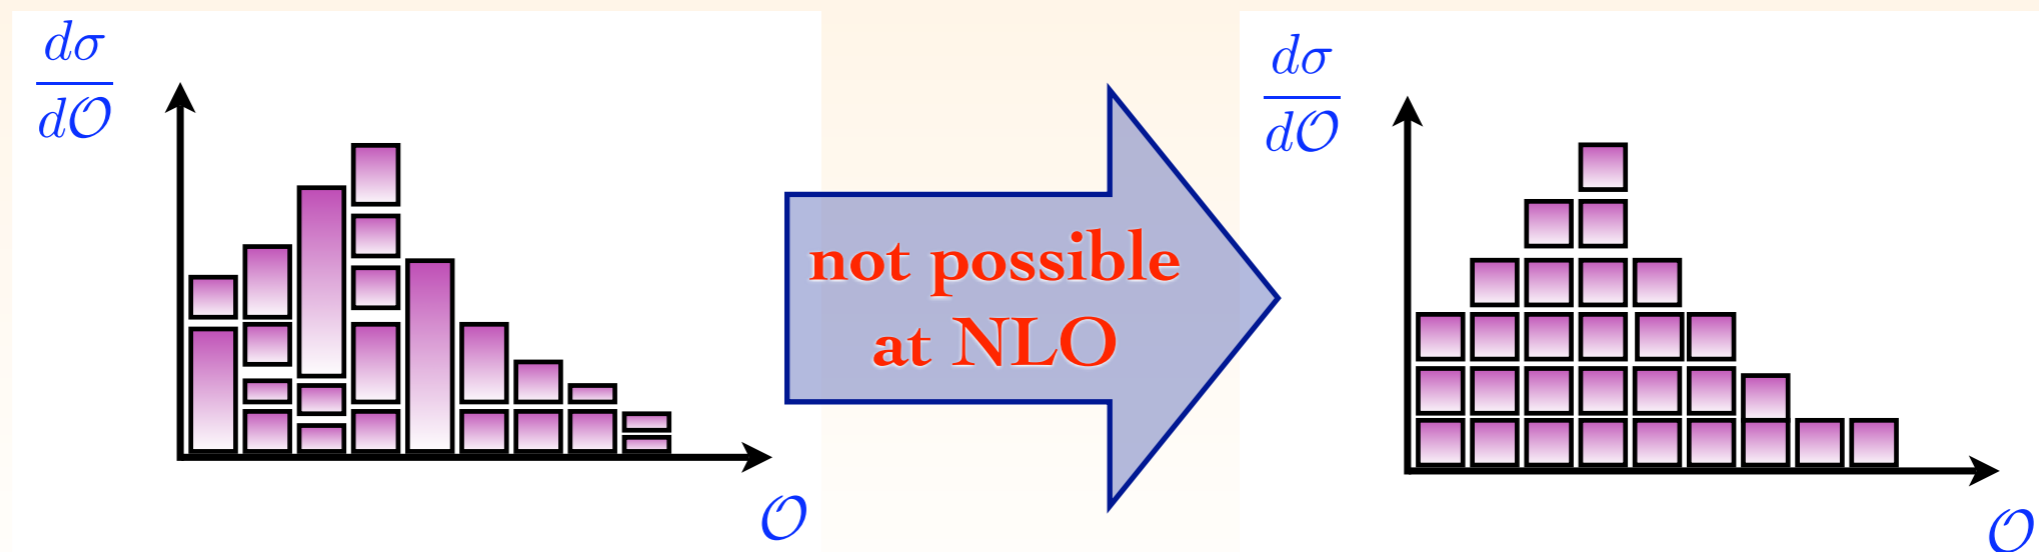 dσ
d𝒪
𝒪
not possible
at NLO
dσ
d𝒪
𝒪